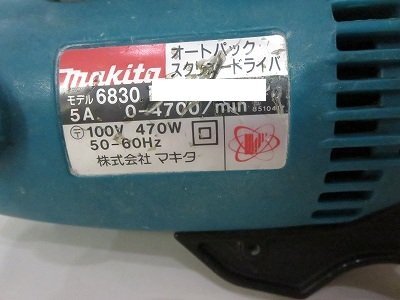 makita
オートパック
スクリュードライバ
モデル 6830
5A 0-4700/min 851041
〒 100V 470W
50-60Hz
株式会社 マキタ